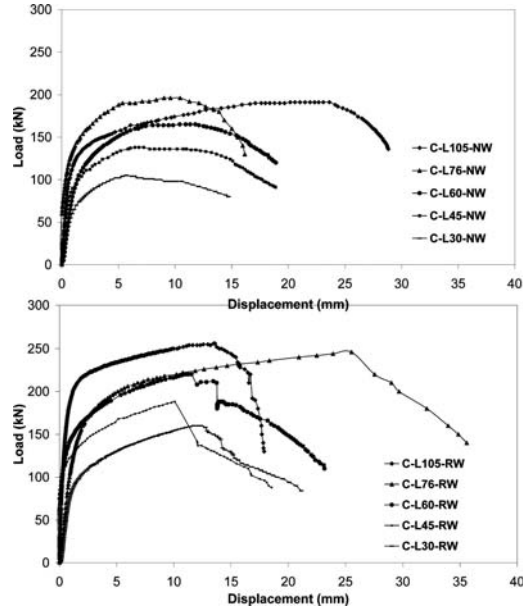 300
250
200
150
100
50
0
Load (kN)
C-L105-NW
C-L76-NW
C-L60-NW
C-L45-NW
C-L30-NW
0 5 10 15 20 25 30 35 40
Displacement (mm)
300
250
200
150
100
50
0
Load (kN)
C-L105-RW
C-L76-RW
C-L60-RW
C-L45-RW
C-L30-RW
0 5 10 15 20 25 30 35 40
Displacement (mm)